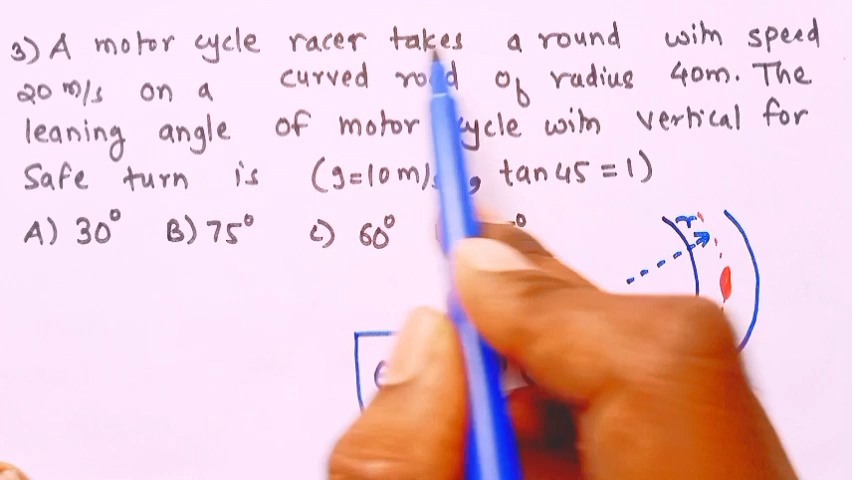 3) A motor cycle racer takes a round with speed
20 m/s on a curved road of radius 40m. The
leaning angle of motor cycle with vertical for
Safe turn is (g=10 m/s , tan 45 = 1)
A) 30° B) 75° C) 60°
r